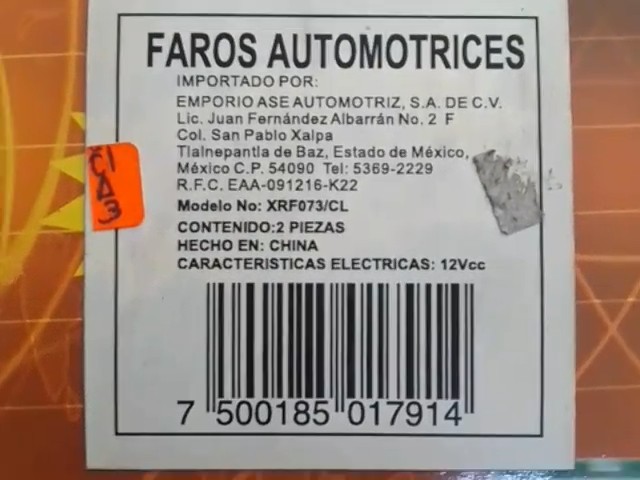 FAROS AUTOMOTRICES
IMPORTADO POR:
EMPORIO ASE AUTOMOTRIZ, S.A. DE C.V.
Lic. Juan Fernández Albarrán No. 2 F
Col. San Pablo Xalpa
Tlalnepantla de Baz, Estado de México,
México C.P. 54090 Tel: 5369-2229
R.F.C. EAA-091216-K22
Modelo No: XRF073/CL
CONTENIDO:2 PIEZAS
HECHO EN: CHINA
CARACTERISTICAS ELECTRICAS: 12Vcc
7 500185 017914